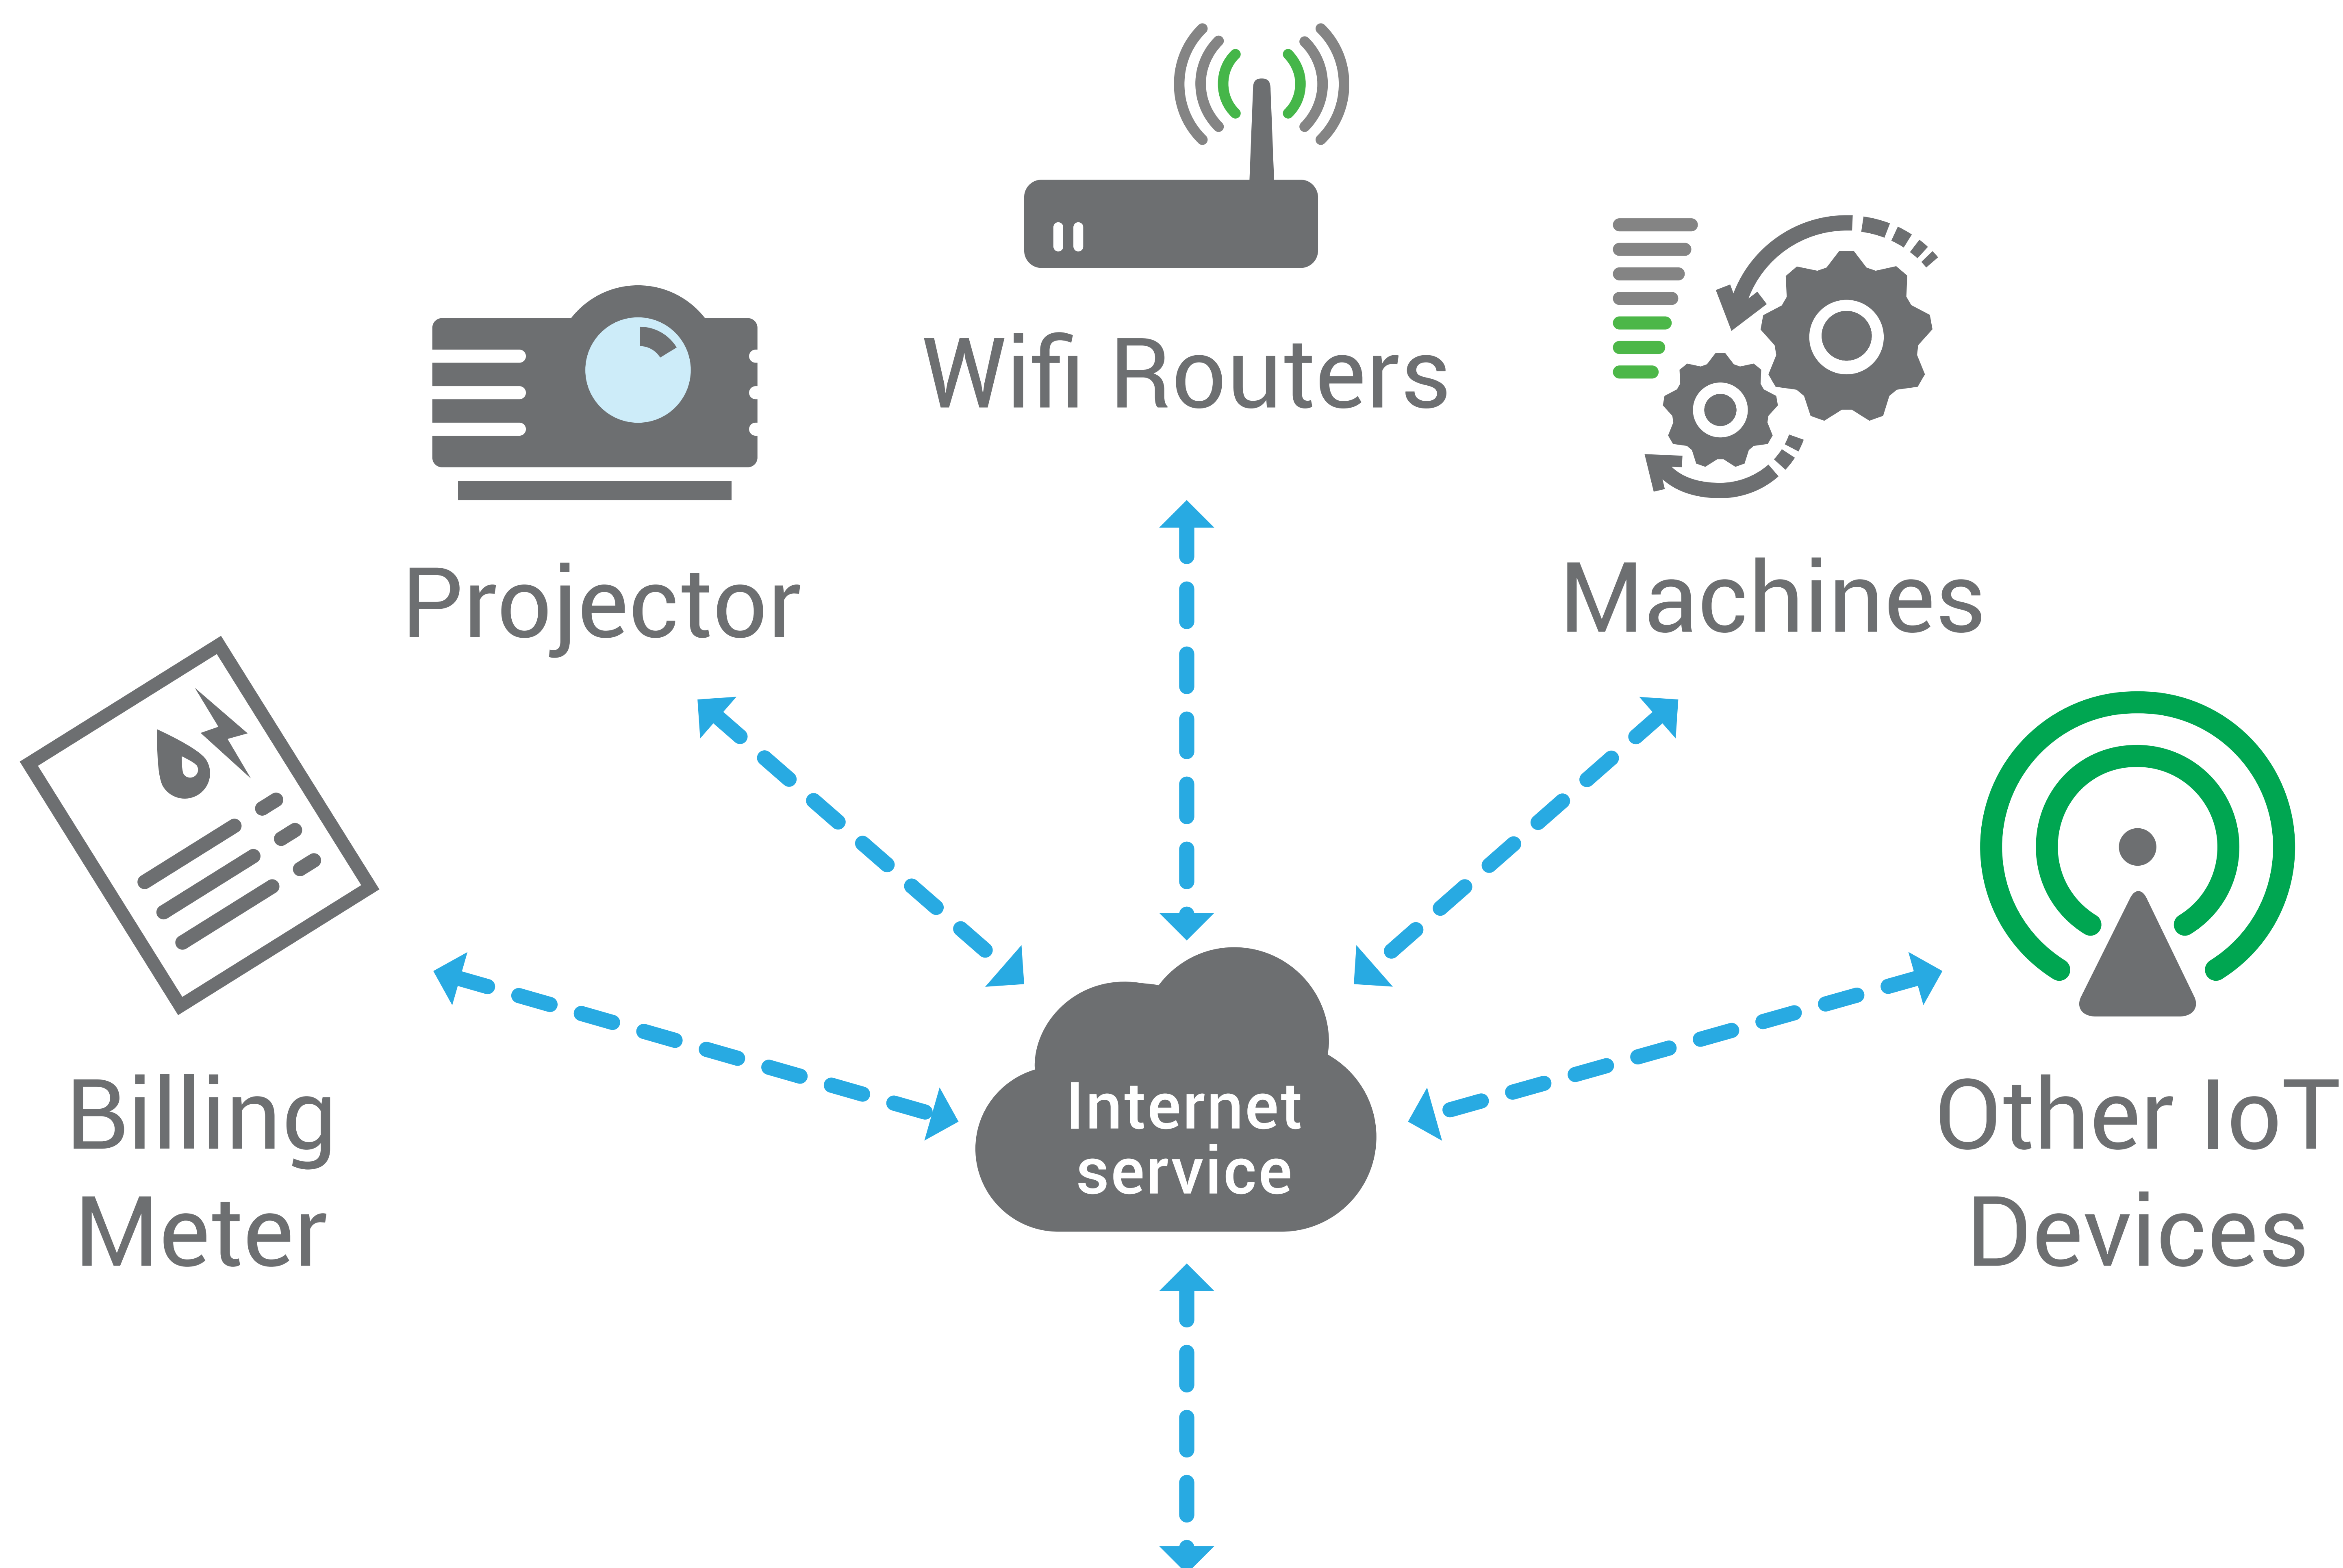 Wifi Routers
Projector
Machines
Billing
Meter
Other IoT
Devices
Internet
service